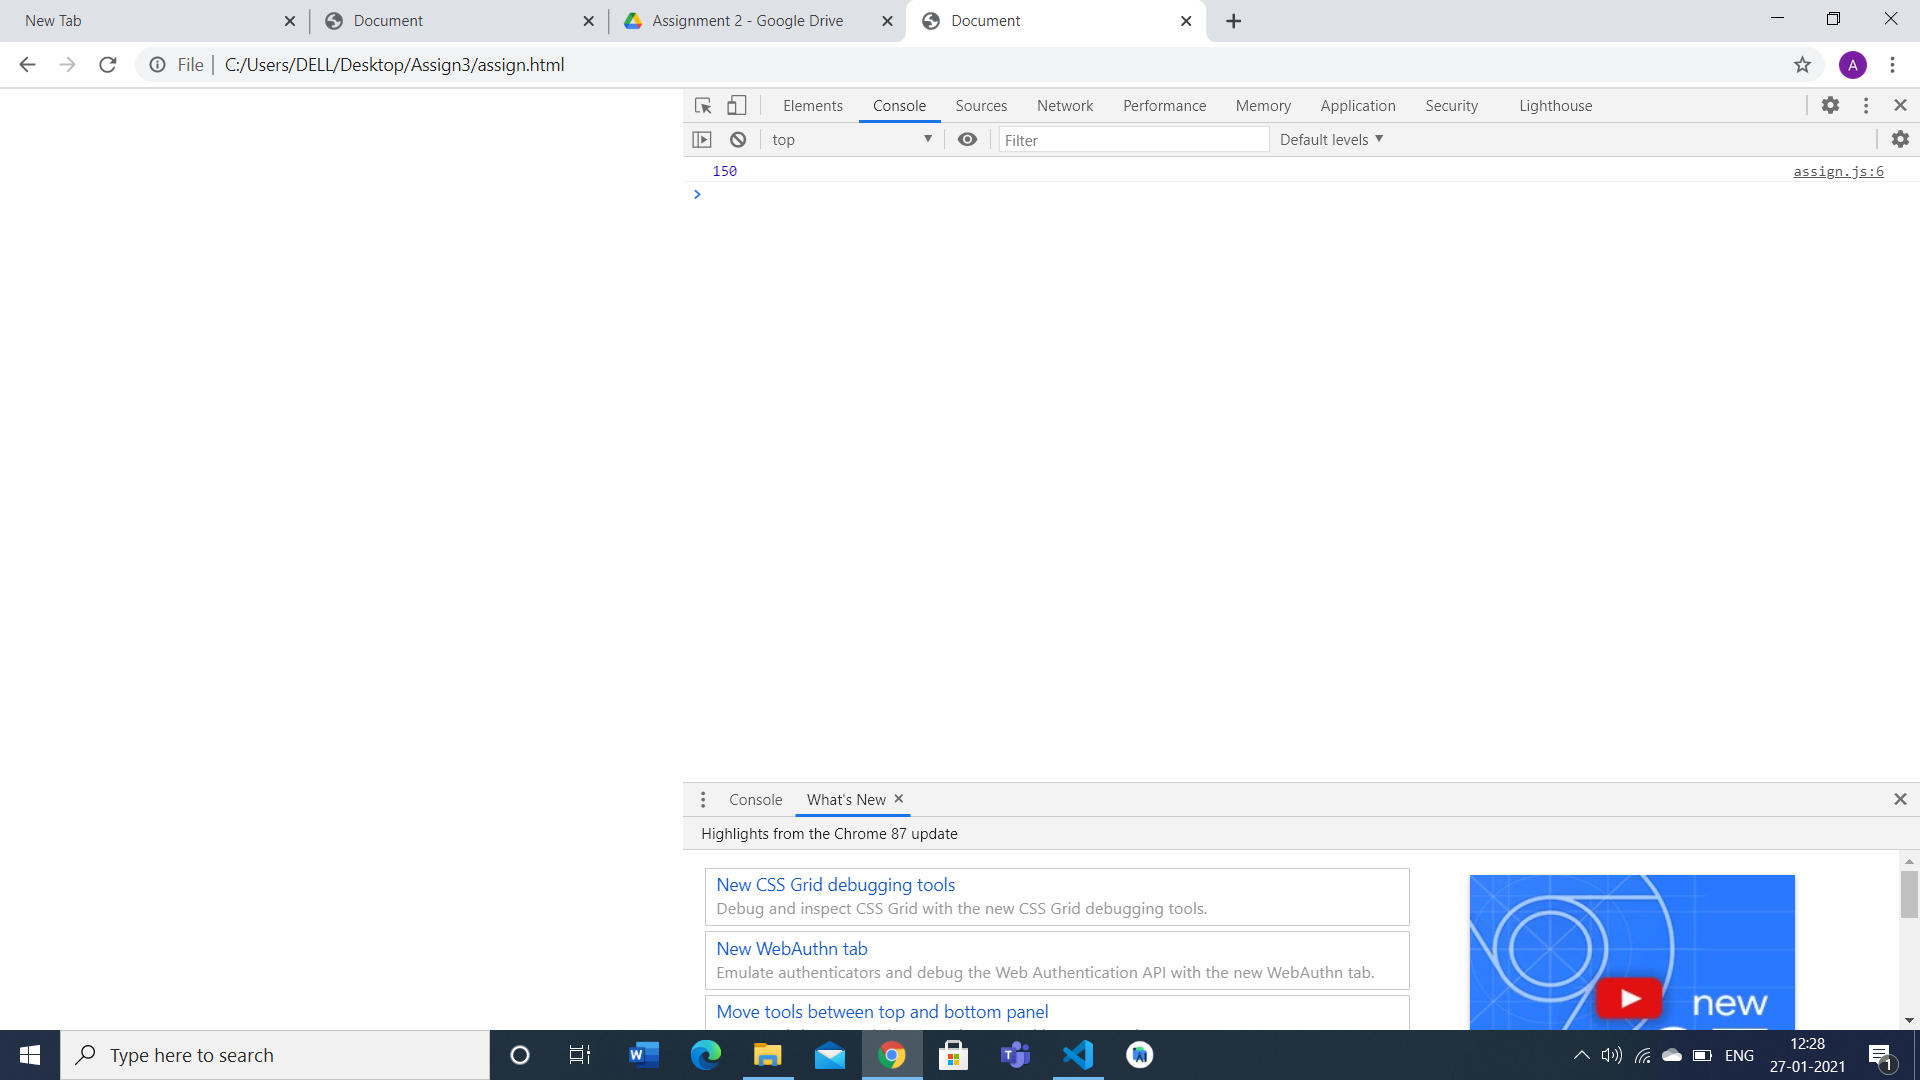 New Tab
Document
Assignment 2 - Google Drive
Document
File
C:/Users/DELL/Desktop/Assign3/assign.html
A
Elements Console Sources Network Performance Memory Application Security Lighthouse
top
Filter
Default levels
150
assign.js:6
Console What's New
Highlights from the Chrome 87 update
New CSS Grid debugging tools
Debug and inspect CSS Grid with the new CSS Grid debugging tools.
New WebAuthn tab
Emulate authenticators and debug the Web Authentication API with the new WebAuthn tab.
Move tools between top and bottom panel
new
Type here to search
ENG
12:28
27-01-2021
1